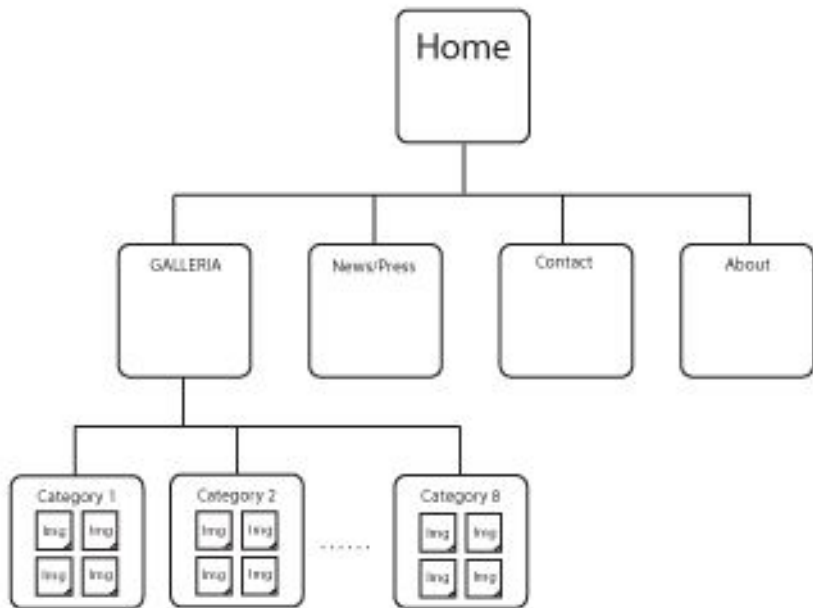 Home
GALLERIA
News/Press
Contact
About
Category 1
Img Img
Img Img
Category 2
Img Img
Img Img
......
Category 8
Img Img
Img Img